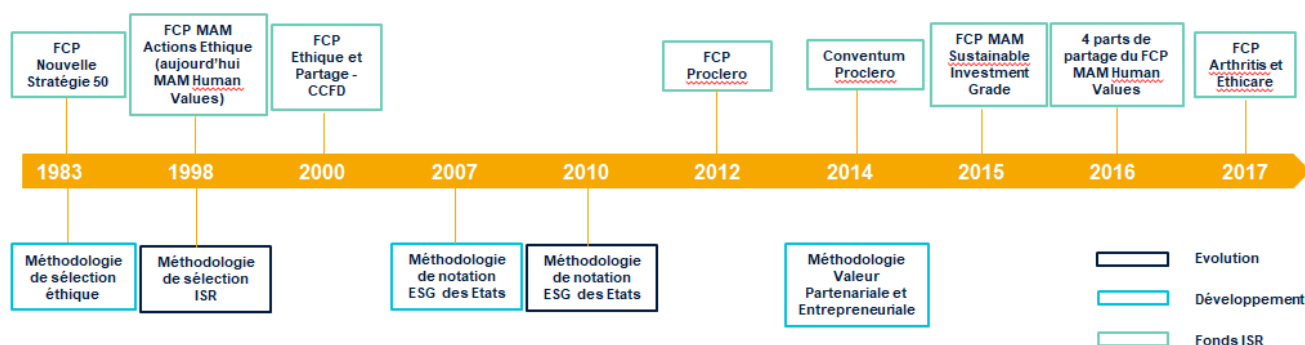 FCP
Nouvelle
Stratégie 50
FCP MAM
Actions Ethique
(aujourd'hui
MAM Human
Values)
FCP
Ethique et
Partage -
CCFD
FCP
Proclero
Conventum
Proclero
FCP MAM
Sustainable
Investment
Grade
4 parts de
partage du FCP
MAM Human
Values
FCP
Arthritis et
Ethicare
1983
1998
2000
2007
2010
2012
2014
2015
2016
2017
Méthodologie
de sélection
éthique
Méthodologie
de sélection
ISR
Méthodologie
de notation
ESG des Etats
Méthodologie
de notation
ESG des Etats
Méthodologie
Valeur
Partenariale et
Entrepreneuriale
Evolution
Développement
Fonds ISR